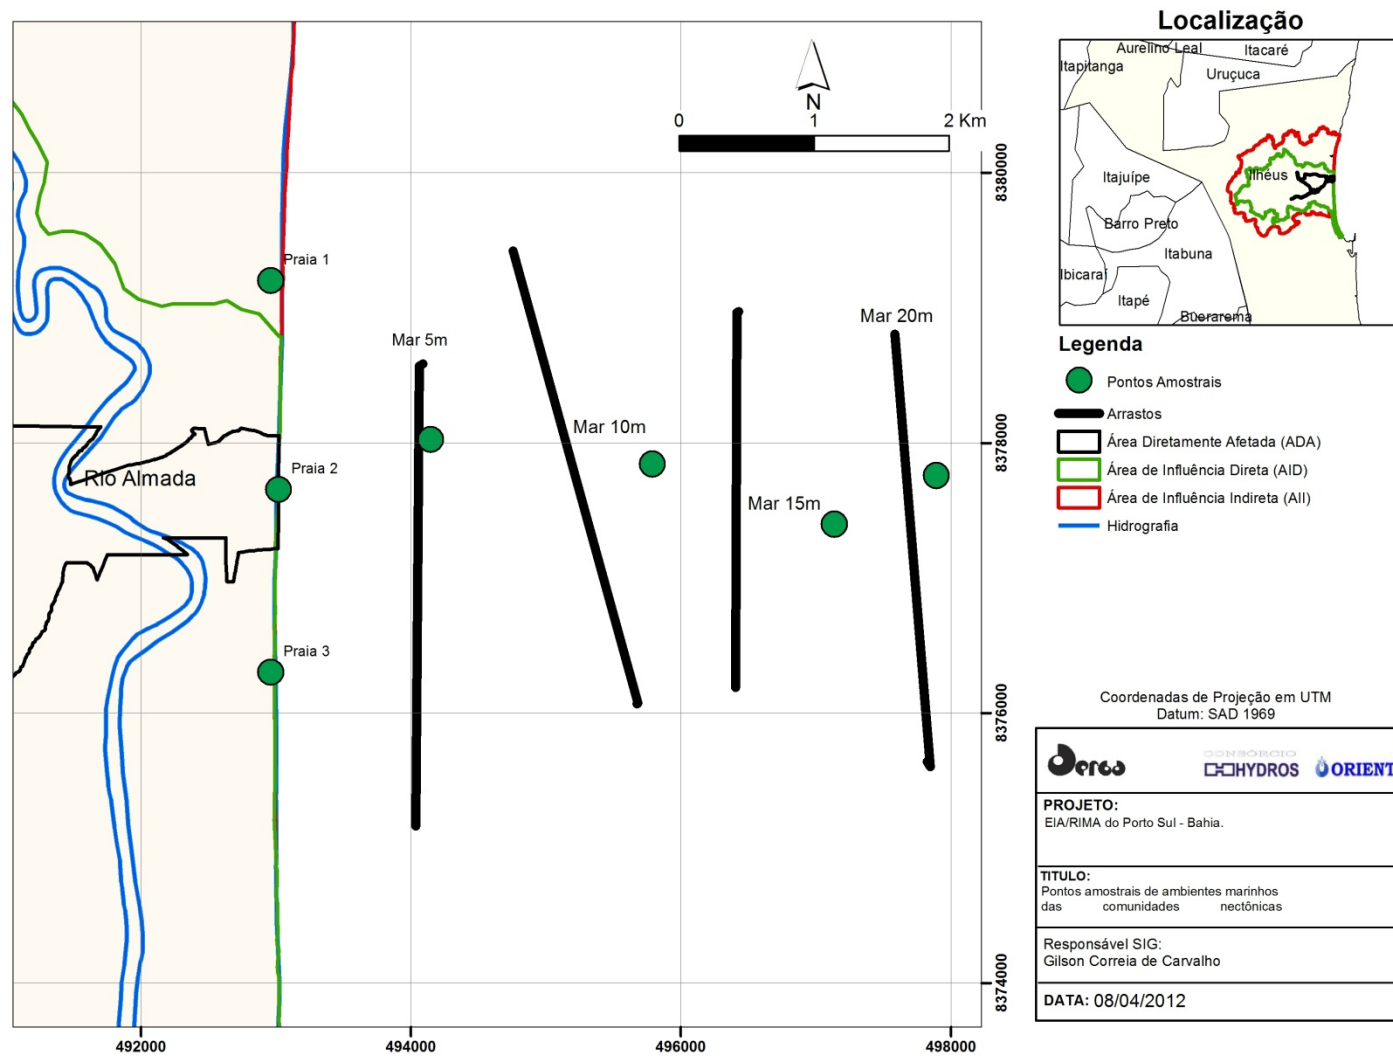 Praia 1
Mar 5m
Mar 10m
Mar 20m
Rio Almada
Praia 2
Mar 15m
Praia 3
N
0 1 2 Km
8380000
8378000
8376000
8374000
492000 494000 496000 498000
Localização
Aurelino Leal
Itacaré
Itapitanga
Uruçuca
Itajuípe
Ilhéus
Barro Preto
Itabuna
Ibicaraí
Itapé
Buerarema
Legenda
Pontos Amostrais
Arrastos
Área Diretamente Afetada (ADA)
Área de Influência Direta (AID)
Área de Influência Indireta (AII)
Hidrografia
Coordenadas de Projeção em UTM
Datum: SAD 1969
Derba
CONSÓRCIO
HYDROS ORIENT
PROJETO:
EIA/RIMA do Porto Sul - Bahia.
TITULO:
Pontos amostrais de ambientes marinhos
das comunidades nectônicas
Responsável SIG:
Gilson Correia de Carvalho
DATA: 08/04/2012